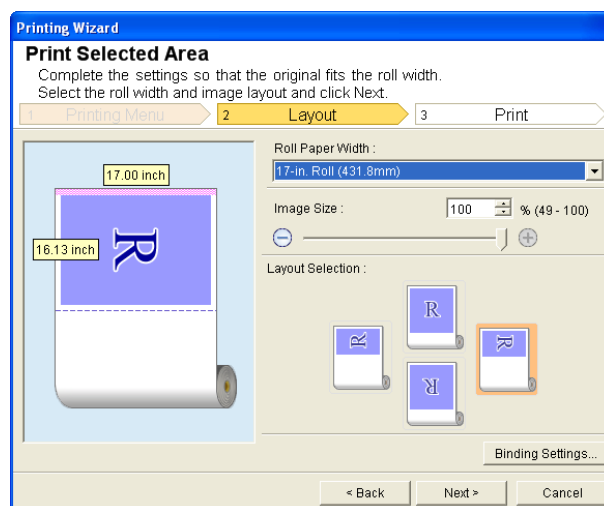 Printing Wizard
Print Selected Area
Complete the settings so that the original fits the roll width.
Select the roll width and image layout and click Next.
1 Printing Menu 2 Layout 3 Print
Roll Paper Width :
17-in. Roll (431.8mm)
17.00 inch
16.13 inch
R
Image Size : 100 % (49 - 100)
Layout Selection :
R
R
R
R
Binding Settings...
< Back Next > Cancel